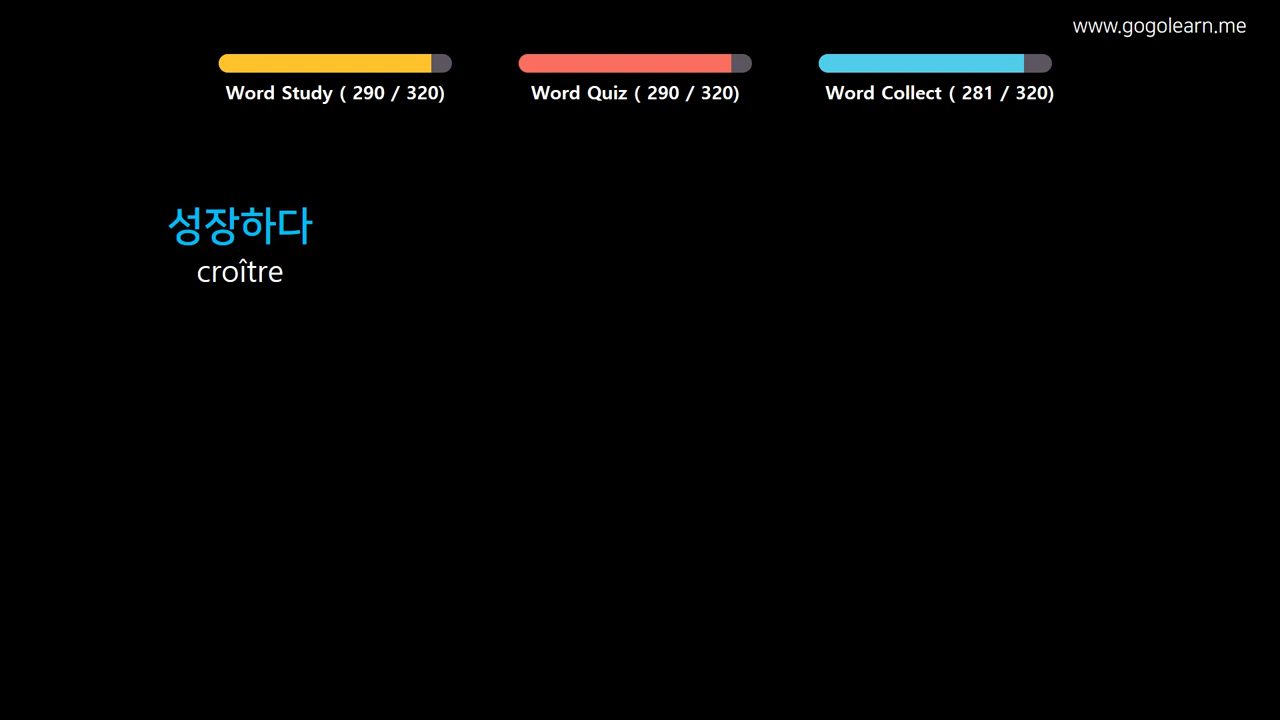 www.gogolearn.me
Word Study ( 290 / 320)
Word Quiz ( 290 / 320)
Word Collect ( 281 / 320)
성장하다
croître